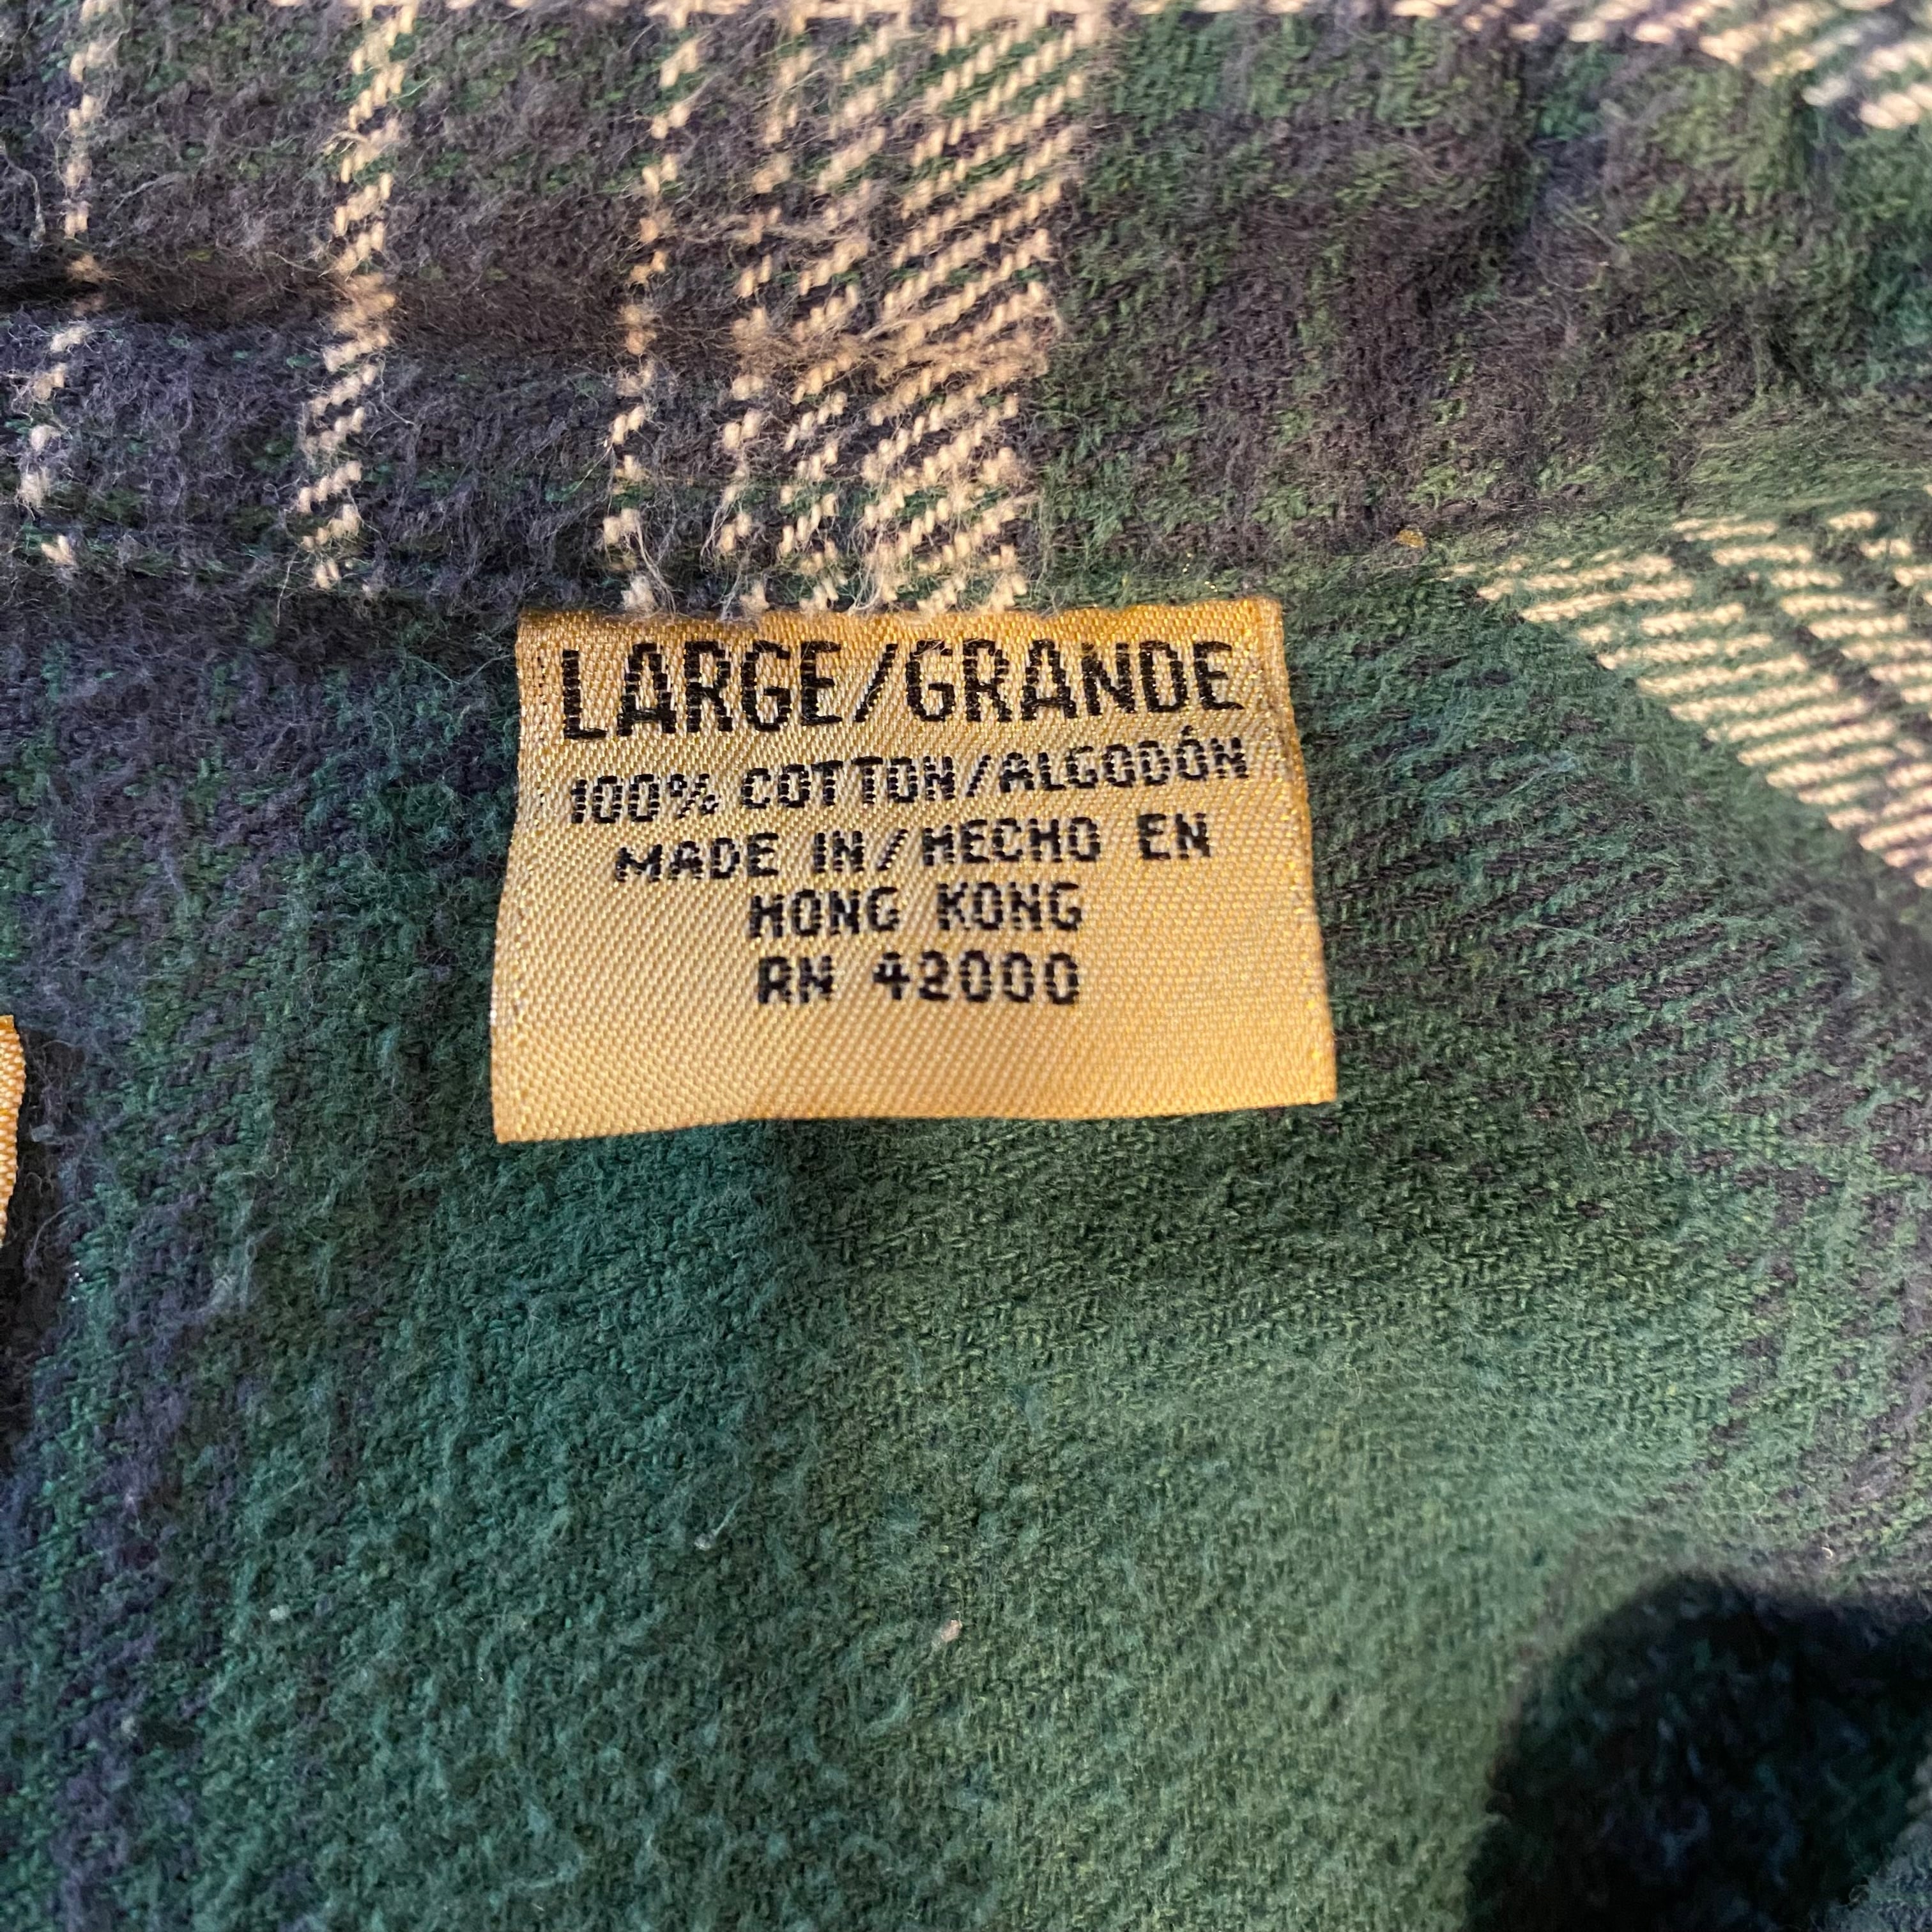 LARGE/GRANDE
100% COTTON/ALGODÓN
MADE IN/HECHO EN
HONG KONG
RN 42000